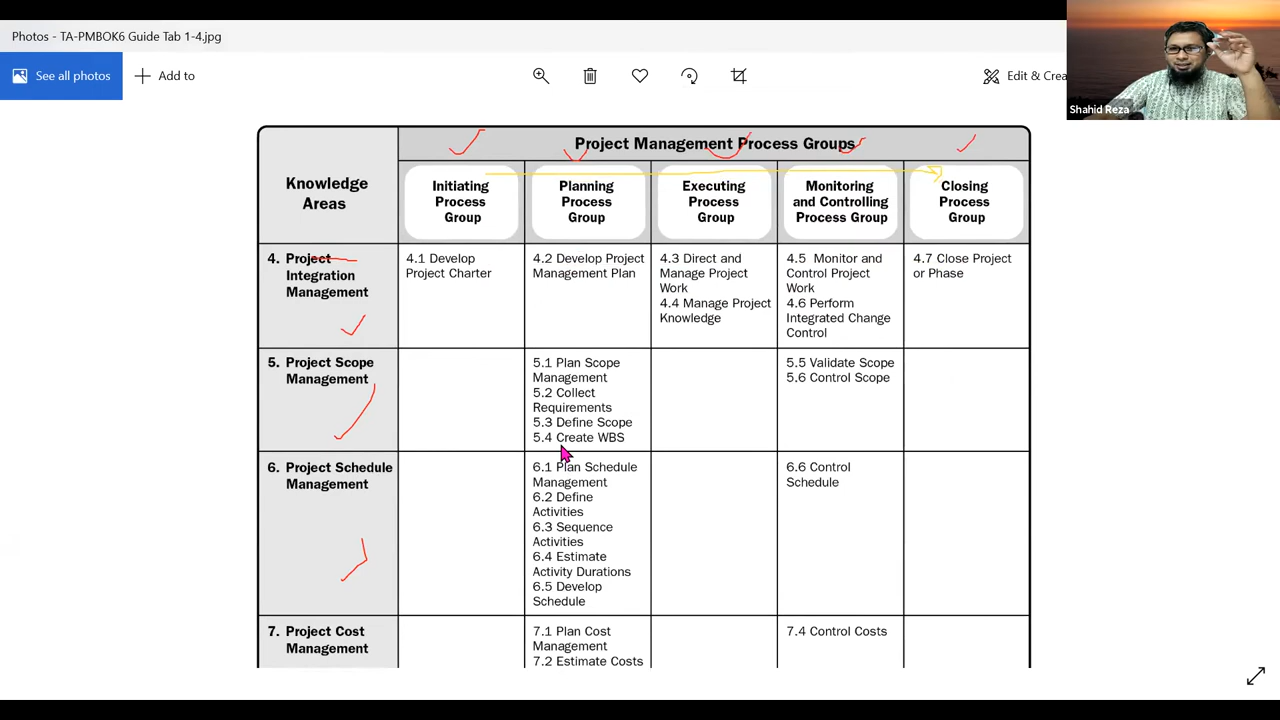 Photos - TA-PMBOK6 Guide Tab 1-4.jpg
See all photos
Add to
Edit & Crea
Shahid Reza
Knowledge
Areas
Project Management Process Groups
Initiating
Process
Group
Planning
Process
Group
Executing
Process
Group
Monitoring
and Controlling
Process Group
Closing
Process
Group
4. Project
Integration
Management
4.1 Develop
Project Charter
4.2 Develop Project
Management Plan
4.3 Direct and
Manage Project
Work
4.4 Manage Project
Knowledge
4.5 Monitor and
Control Project
Work
4.6 Perform
Integrated Change
Control
4.7 Close Project
or Phase
5. Project Scope
Management
5.1 Plan Scope
Management
5.2 Collect
Requirements
5.3 Define Scope
5.4 Create WBS
5.5 Validate Scope
5.6 Control Scope
6. Project Schedule
Management
6.1 Plan Schedule
Management
6.2 Define
Activities
6.3 Sequence
Activities
6.4 Estimate
Activity Durations
6.5 Develop
Schedule
6.6 Control
Schedule
7. Project Cost
Management
7.1 Plan Cost
Management
7.2 Estimate Costs
7.4 Control Costs